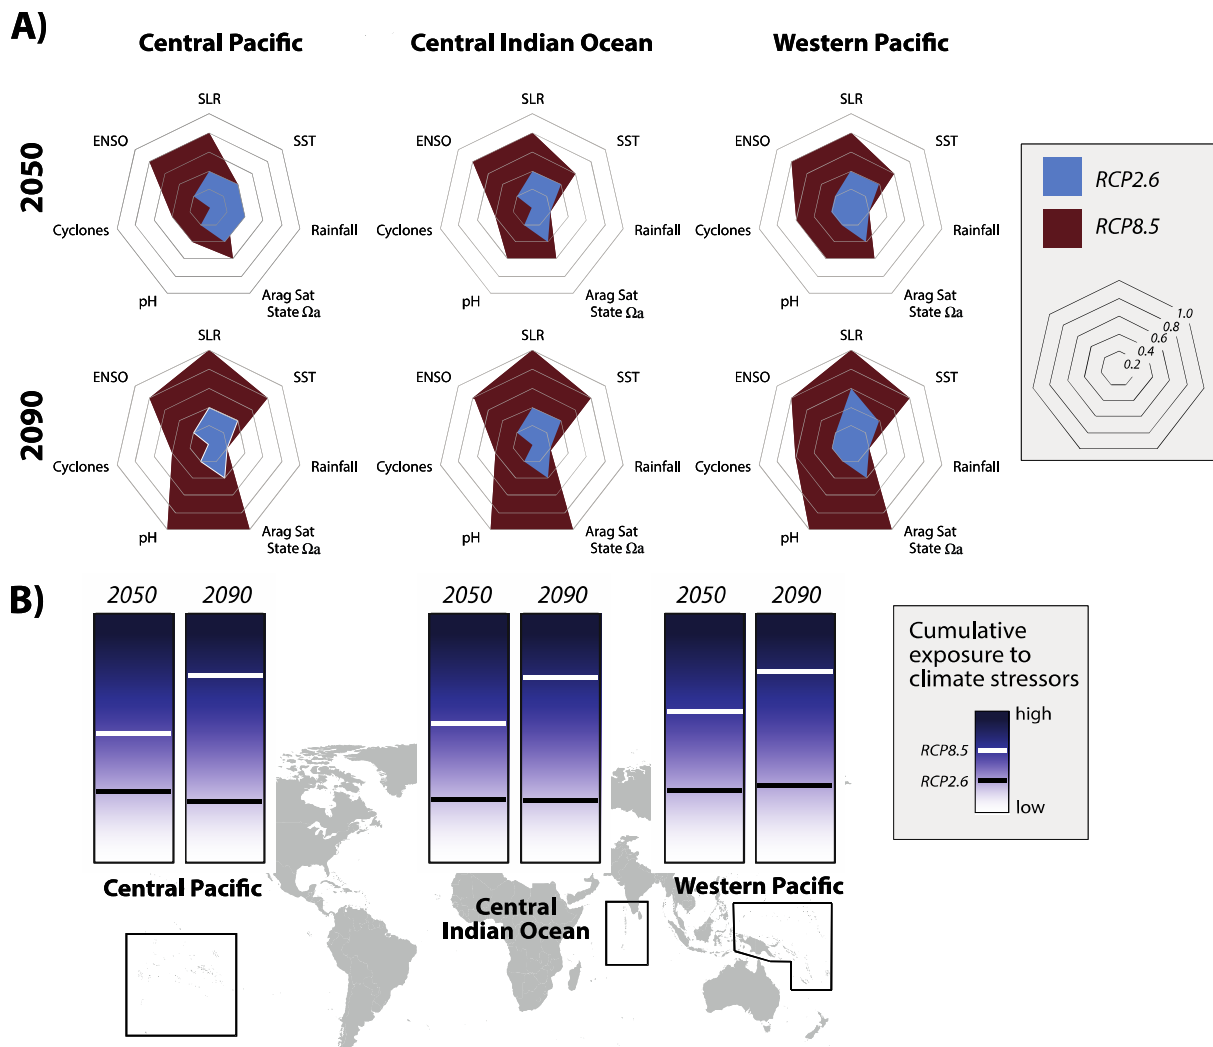 A)
Central Pacific
Central Indian Ocean
Western Pacific
2050
SLR
ENSO
SST
Cyclones
Rainfall
pH
Arag Sat
State Ωa
SLR
ENSO
SST
Cyclones
Rainfall
pH
Arag Sat
State Ωa
SLR
ENSO
SST
Cyclones
Rainfall
pH
Arag Sat
State Ωa
RCP2.6
RCP8.5
1.0
0.8
0.6
0.4
0.2
2090
SLR
ENSO
SST
Cyclones
Rainfall
pH
Arag Sat
State Ωa
SLR
ENSO
SST
Cyclones
Rainfall
pH
Arag Sat
State Ωa
SLR
ENSO
SST
Cyclones
Rainfall
pH
Arag Sat
State Ωa
B)
2050
2090
2050
2090
2050
2090
Central Pacific
Central
Indian Ocean
Western Pacific
Cumulative
exposure to
climate stressors
high
RCP8.5
RCP2.6
low